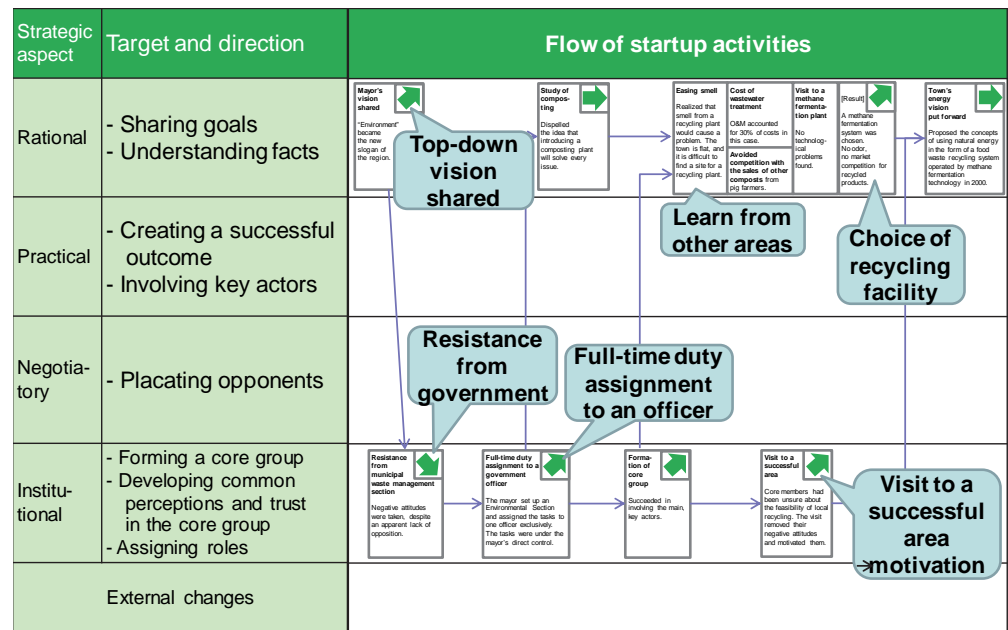 Strategic
aspect
Target and direction
Flow of startup activities
Rational
- Sharing goals
- Understanding facts
Mayor's
vision
shared
"Environment"
became
the new
slogan of
the region.
Top-down
vision
shared
Study of
compos-
ting
Dispelled
the idea that
introducing a
composting plant
will solve every
issue.
Easing smell
Realized that
smell from a
recycling plant
would cause a
problem. The
town is flat, and
it is difficult to
find a site for a
recycling plant.
Cost of
wastewater
treatment
O&M accounted
for 30% of costs in
this case.
Avoided
competition with
the sales of other
composts from
pig farmers.
Visit to a
methane
fermenta-
tion plant
No
technolog-
ical
problems
found.
[Result]
A methane
fermentation
system was
chosen.
No odor,
no market
competition for
recycled
products.
Town's
energy
vision
put forward
Proposed the concepts
of using natural energy
in the form of a food
waste recycling system
operated by methane
fermentation
technology in 2000.
Learn from
other areas
Choice of
recycling
facility
Practical
- Creating a successful
outcome
- Involving key actors
Negotia-
tory
- Placating opponents
Resistance
from
government
Full-time duty
assignment
to an officer
Institu-
tional
- Forming a core group
- Developing common
perceptions and trust
in the core group
- Assigning roles
Resistance
from
municipal
waste management
section
Negative attitudes
were taken, despite
an apparent lack of
opposition.
Full-time duty
assignment to a
government
officer
The mayor set up an
Environmental Section
and assigned the tasks to
one officer exclusively.
The tasks were under the
mayor's direct control.
Forma-
tion of core
group
Succeeded in
involving the main,
key actors.
Visit to a
successful
area
Core members had
been unsure about
the feasibility of local
recycling. The visit
removed their
negative attitudes
and motivated them.
Visit to a
successful
area
→motivation
External changes